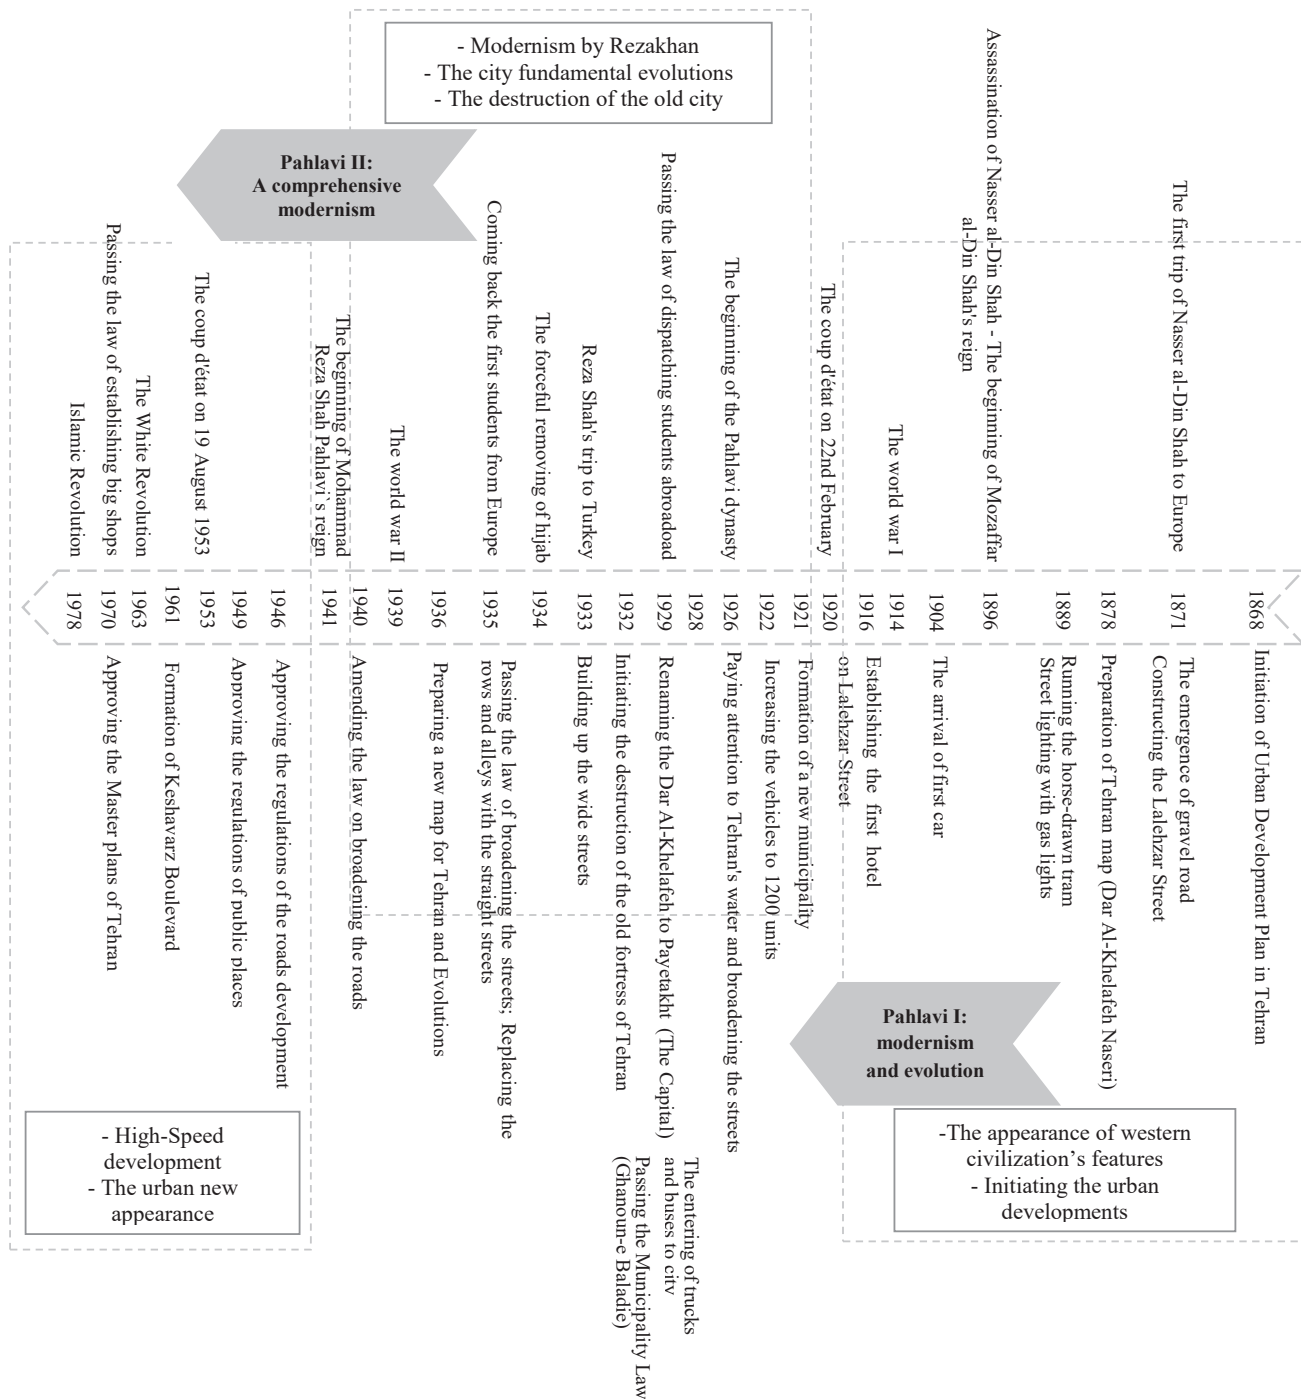 - Modernism by Rezakhan
- The city fundamental evolutions
- The destruction of the old city
Pahlavi II:
A comprehensive
modernism
Assassination of Nasser al-Din Shah - The beginning of Mozaffar
al-Din Shah's reign
The first trip of Nasser al-Din Shah to Europe
The world war I
The coup d'état on 22nd February
The beginning of the Pahlavi dynasty
Passing the law of dispatching students abroadoad
Reza Shah's trip to Turkey
The forceful removing of hijab
Coming back the first students from Europe
The world war II
The beginning of Mohammad
Reza Shah Pahlavi`s reign
The coup d'état on 19 August 1953
The White Revolution
Passing the law of establishing big shops
Islamic Revolution
1868
1871
1878
1889
1896
1904
1914
1916
1920
1921
1922
1926
1928
1929
1932
1933
1934
1935
1936
1939
1940
1941
1946
1949
1953
1961
1963
1970
1978
Initiation of Urban Development Plan in Tehran
The emergence of gravel road
Constructing the Lalehzar Street
Preparation of Tehran map (Dar Al-Khelafeh Naseri)
Running the horse-drawn tram
Street lighting with gas lights
The arrival of first car
Establishing the first hotel
on Lalehzar Street
Formation of a new municipality
Increasing the vehicles to 1200 units
Paying attention to Tehran's water and broadening the streets
The entering of trucks
and buses to city
Renaming the Dar Al-Khelafeh to Payetakht (The Capital)
Passing the Municipality Law
(Ghanoun-e Baladie)
Initiating the destruction of the old fortress of Tehran
Building up the wide streets
Passing the law of broadening the streets; Replacing the
rows and alleys with the straight streets
Preparing a new map for Tehran and Evolutions
Amending the law on broadening the roads
Approving the regulations of the roads development
Approving the regulations of public places
Formation of Keshavarz Boulevard
Approving the Master plans of Tehran
Pahlavi I:
modernism
and evolution
-The appearance of western
civilization’s features
- Initiating the urban
developments
- High-Speed
development
- The urban new
appearance